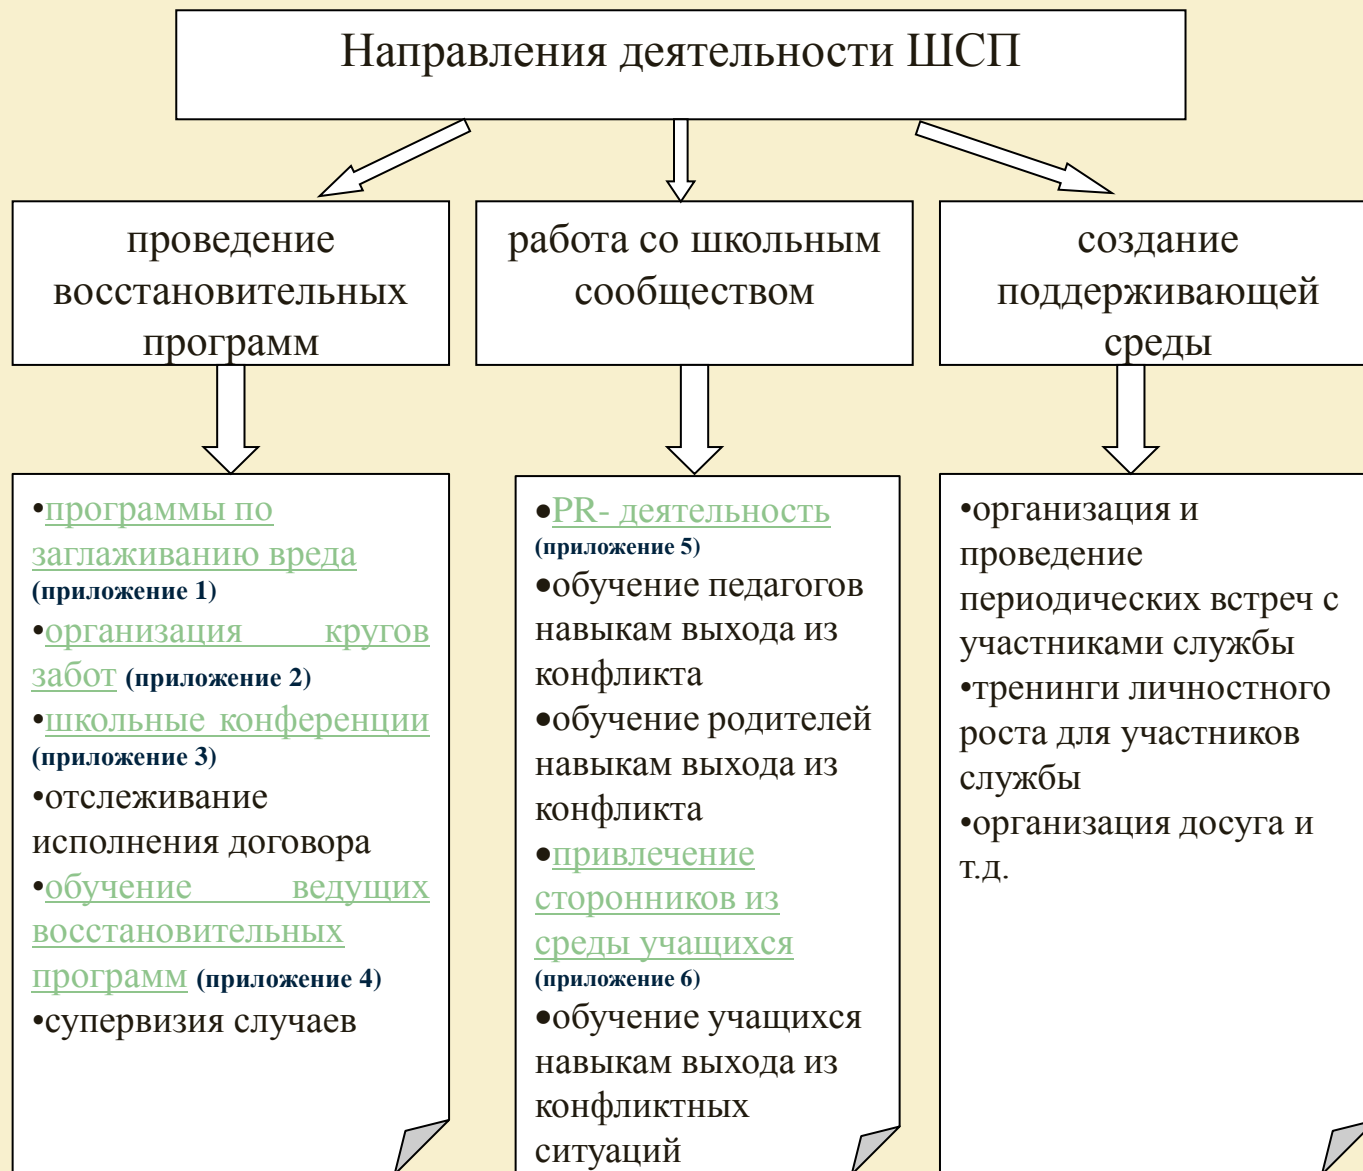 Направления деятельности ШСП
проведение
восстановительных
программ
работа со школьным
сообществом
создание
поддерживающей
среды
•программы по
заглаживанию вреда
(приложение 1)
•организация кругов
забот (приложение 2)
•школьные конференции
(приложение 3)
•отслеживание
исполнения договора
•обучение ведущих
восстановительных
программ (приложение 4)
•супервизия случаев
•PR- деятельность
(приложение 5)
•обучение педагогов
навыкам выхода из
конфликта
•обучение родителей
навыкам выхода из
конфликта
•привлечение
сторонников из
среды учащихся
(приложение 6)
•обучение учащихся
навыкам выхода из
конфликтных
ситуаций
•организация и
проведение
периодических встреч с
участниками службы
•тренинги личностного
роста для участников
службы
•организация досуга и
т.д.